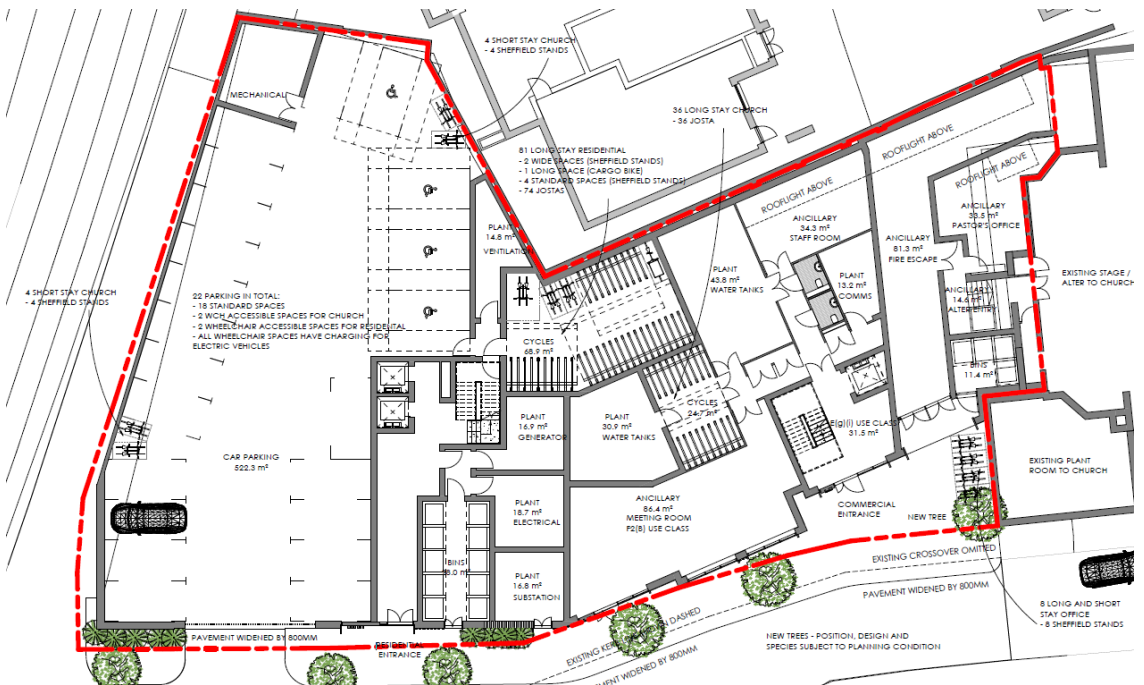 4 SHORT STAY CHURCH
- 4 SHEFFIELD STANDS
MECHANICAL
36 LONG STAY CHURCH
- 36 JOSTA
81 LONG STAY RESIDENTIAL
- 2 WIDE SPACES (SHEFFIELD STANDS)
- 1 LONG SPACE (CARGO BIKE)
- 4 STANDARD SPACES (SHEFFIELD STANDS)
- 74 JOSTAS
ROOFLIGHT ABOVE
ROOFLIGHT ABOVE
ROOFLIGHT ABOVE
ANCILLARY
33.5 m²
PASTOR'S OFFICE
ANCILLARY
34.3 m²
STAFF ROOM
PLANT
14.8 m²
VENTILATION
ANCILLARY
81.3 m²
FIRE ESCAPE
PLANT
43.8 m²
WATER TANKS
PLANT
13.2 m²
COMMS
EXISTING STAGE /
ALTER TO CHURCH
ANCILLARY
14.6 m²
ALTER ENTRY
4 SHORT STAY CHURCH
- 4 SHEFFIELD STANDS
22 PARKING IN TOTAL:
- 18 STANDARD SPACES
- 2 WCH ACCESSIBLE SPACES FOR CHURCH
- 2 WHEELCHAIR ACCESSIBLE SPACES FOR RESIDENTAL
- ALL WHEELCHAIR SPACES HAVE CHARGING FOR
ELECTRIC VEHICLES
CYCLES
68.9 m²
BINS
11.4 m²
CYCLES
24.7 m²
PLANT
16.9 m²
GENERATOR
PLANT
30.9 m²
WATER TANKS
E(g)(i) USE CLASS
31.5 m²
CAR PARKING
522.3 m²
EXISTING PLANT
ROOM TO CHURCH
ANCILLARY
86.4 m²
MEETING ROOM
F2(B) USE CLASS
PLANT
18.7 m²
ELECTRICAL
COMMERCIAL
ENTRANCE
NEW TREE
EXISTING CROSSOVER OMITTED
BINS
PLANT
16.8 m²
SUBSTATION
PAVEMENT WIDENED BY 800MM
8 LONG AND SHORT
STAY OFFICE
- 8 SHEFFIELD STANDS
PAVEMENT WIDENED BY 800MM
RESIDENTIAL
ENTRANCE
EXISTING
DASHED
PAVEMENT WIDENED BY 800MM
NEW TREES - POSITION, DESIGN AND
SPECIES SUBJECT TO PLANNING CONDITION